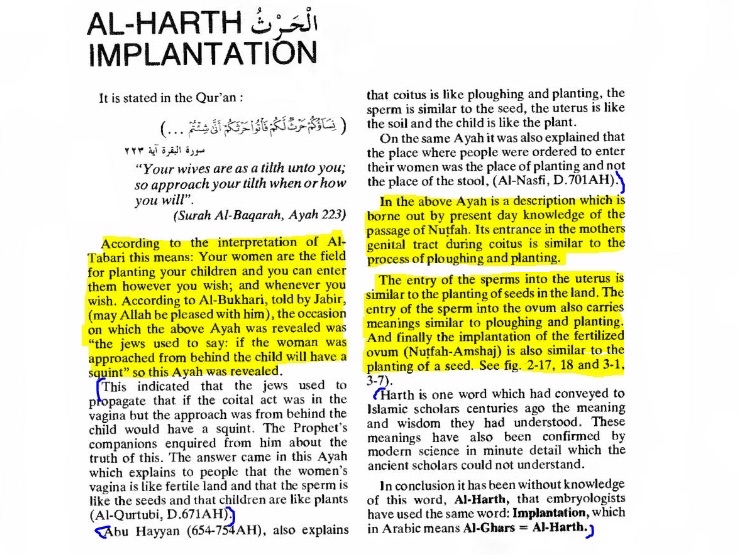 AL-HARTH الْحَرْثُ
IMPLANTATION
It is stated in the Qur'an :
( نِسَآؤُكُمْ حَرْثٌ لَّكُمْ فَأْتُوا حَرْثَكُمْ أَنَّىٰ شِئْتُمْ ... )
سورة البقرة آية ٢٢٣
“Your wives are as a tilth unto you;
so approach your tilth when or how
you will”.
(Surah Al-Baqarah, Ayah 223)
According to the interpretation of Al-
Tabari this means: Your women are the field
for planting your children and you can enter
them however you wish; and whenever you
wish. According to Al-Bukhari, told by Jabir,
(may Allah be pleased with him), the occasion
on which the above Ayah was revealed was
“the jews used to say: if the woman was
approached from behind the child will have a
squint” so this Ayah was revealed.
This indicated that the jews used to
propagate that if the coital act was in the
vagina but the approach was from behind the
child would have a squint. The Prophet's
companions enquired from him about the
truth of this. The answer came in this Ayah
which explains to people that the women's
vagina is like fertile land and that the sperm is
like the seeds and that children are like plants
(Al-Qurtubi, D.671AH).
Abu Hayyan (654-754AH), also explains
that coitus is like ploughing and planting, the
sperm is similar to the seed, the uterus is like
the soil and the child is like the plant.
On the same Ayah it was also explained that
the place where people were ordered to enter
their women was the place of planting and not
the place of the stool, (Al-Nasfi, D.701AH).
In the above Ayah is a description which is
borne out by present day knowledge of the
passage of Nuṭfah. Its entrance in the mothers
genital tract during coitus is similar to the
process of ploughing and planting.
The entry of the sperms into the uterus is
similar to the planting of seeds in the land. The
entry of the sperm into the ovum also carries
meanings similar to ploughing and planting.
And finally the implantation of the fertilized
ovum (Nuṭfah-Amshaj) is also similar to the
planting of a seed. See fig. 2-17, 18 and 3-1,
3-7).
Harth is one word which had conveyed to
Islamic scholars centuries ago the meaning
and wisdom they had understood. These
meanings have also been confirmed by
modern science in minute detail which the
ancient scholars could not understand.
In conclusion it has been without knowledge
of this word, Al-Harth, that embryologists
have used the same word: Implantation, which
in Arabic means Al-Ghars = Al-Harth.